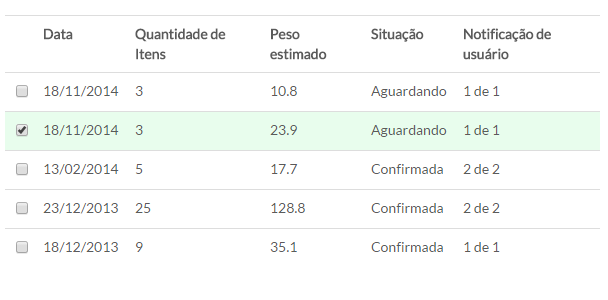 Data Quantidade de Itens Peso estimado Situação Notificação de usuário
18/11/2014 3 10.8 Aguardando 1 de 1
18/11/2014 3 23.9 Aguardando 1 de 1
13/02/2014 5 17.7 Confirmada 2 de 2
23/12/2013 25 128.8 Confirmada 2 de 2
18/12/2013 9 35.1 Confirmada 1 de 1